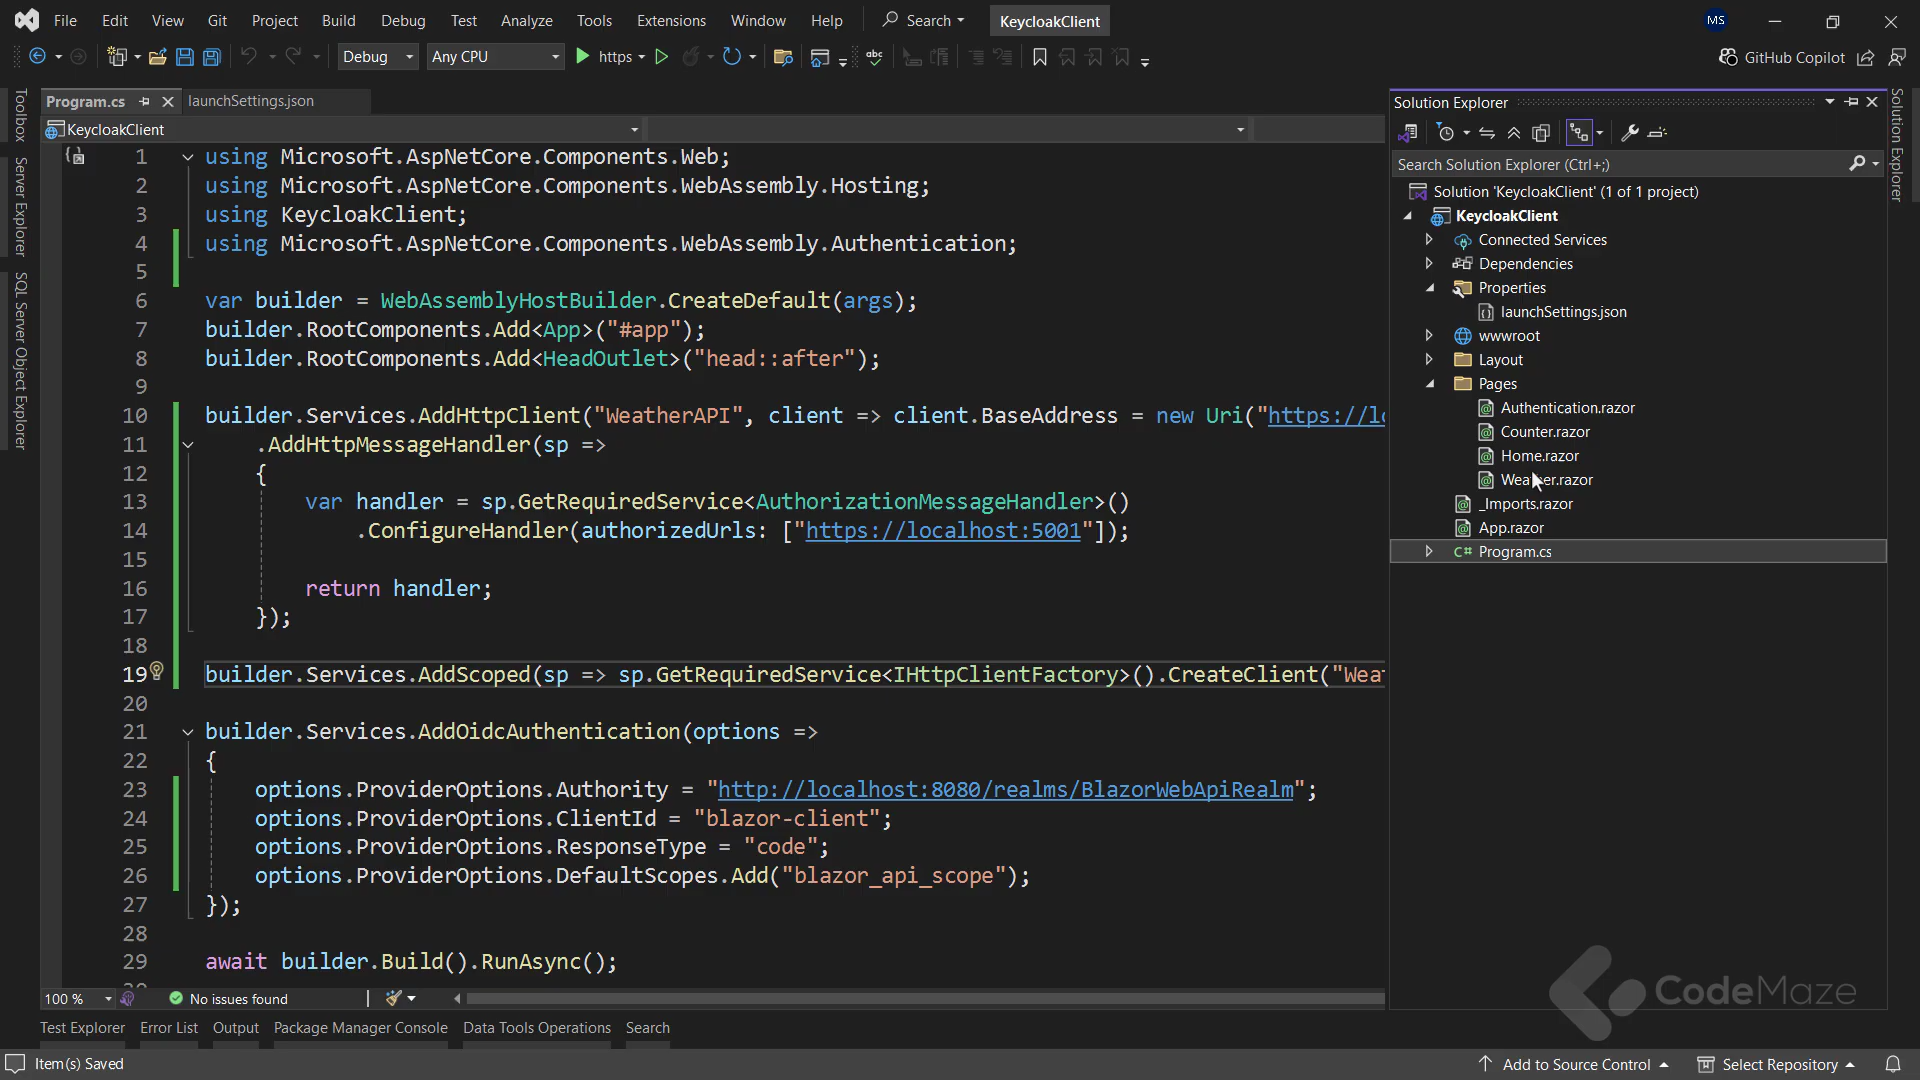 File Edit View Git Project Build Debug Test Analyze Tools Extensions Window Help Search KeycloakClient MS
Debug Any CPU https GitHub Copilot
Toolbox
Server Explorer
SQL Server Object Explorer
Program.cs launchSettings.json
KeycloakClient
1 using Microsoft.AspNetCore.Components.Web;
2 using Microsoft.AspNetCore.Components.WebAssembly.Hosting;
3 using KeycloakClient;
4 using Microsoft.AspNetCore.Components.WebAssembly.Authentication;
5
6 var builder = WebAssemblyHostBuilder.CreateDefault(args);
7 builder.RootComponents.Add<App>("#app");
8 builder.RootComponents.Add<HeadOutlet>("head::after");
9
10 builder.Services.AddHttpClient("WeatherAPI", client => client.BaseAddress = new Uri("https://lo
11 .AddHttpMessageHandler(sp =>
12 {
13 var handler = sp.GetRequiredService<AuthorizationMessageHandler>()
14 .ConfigureHandler(authorizedUrls: ["https://localhost:5001"]);
15
16 return handler;
17 });
18
19 builder.Services.AddScoped(sp => sp.GetRequiredService<IHttpClientFactory>().CreateClient("Weat
20
21 builder.Services.AddOidcAuthentication(options =>
22 {
23 options.ProviderOptions.Authority = "http://localhost:8080/realms/BlazorWebApiRealm";
24 options.ProviderOptions.ClientId = "blazor-client";
25 options.ProviderOptions.ResponseType = "code";
26 options.ProviderOptions.DefaultScopes.Add("blazor_api_scope");
27 });
28
29 await builder.Build().RunAsync();
100 % No issues found
Test Explorer Error List Output Package Manager Console Data Tools Operations Search
Item(s) Saved
Solution Explorer
Search Solution Explorer (Ctrl+;)
Solution 'KeycloakClient' (1 of 1 project)
KeycloakClient
Connected Services
Dependencies
Properties
launchSettings.json
wwwroot
Layout
Pages
Authentication.razor
Counter.razor
Home.razor
Weather.razor
_Imports.razor
App.razor
C# Program.cs
Solution Explorer
CodeMaze
Add to Source Control Select Repository